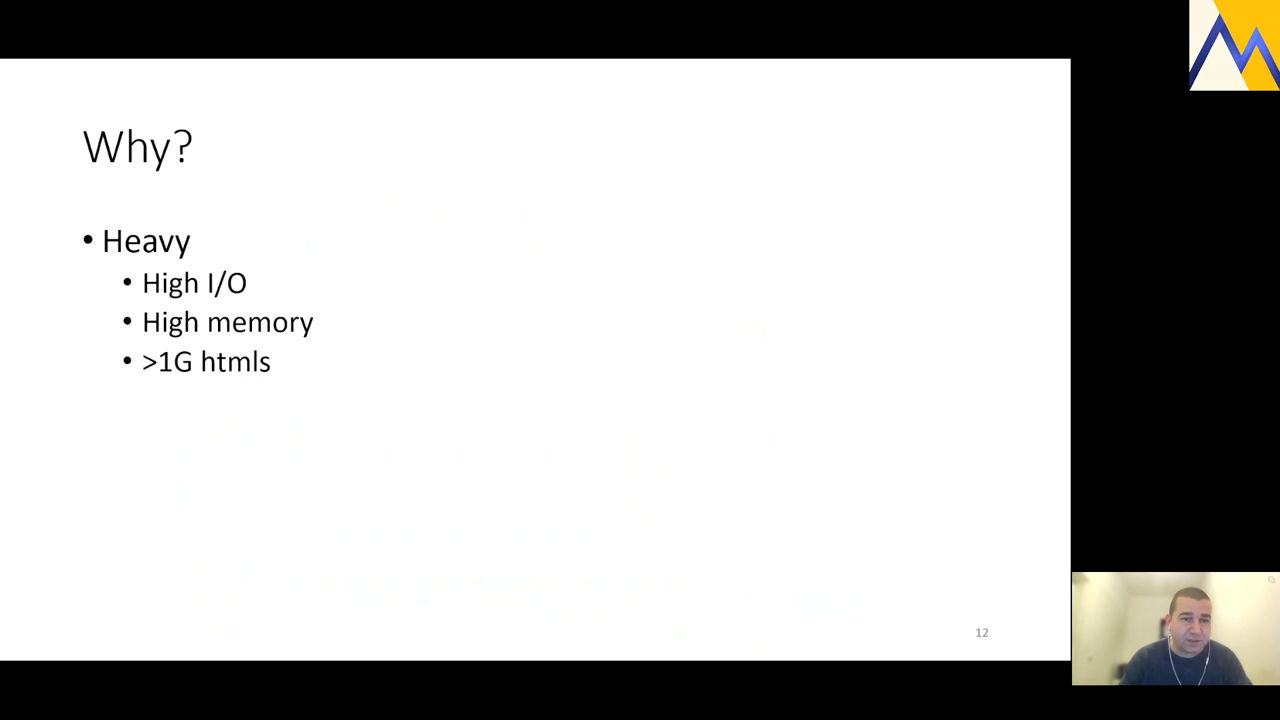 Why?
• Heavy
• High I/O
• High memory
• >1G htmls
12